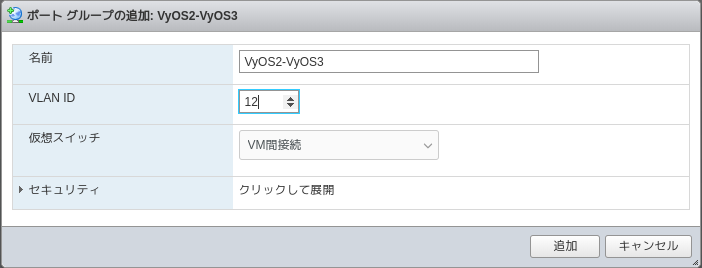 ポート グループの追加: VyOS2-VyOS3
名前
VyOS2-VyOS3
VLAN ID
12
仮想スイッチ
VM間接続
セキュリティ
クリックして展開
追加
キャンセル